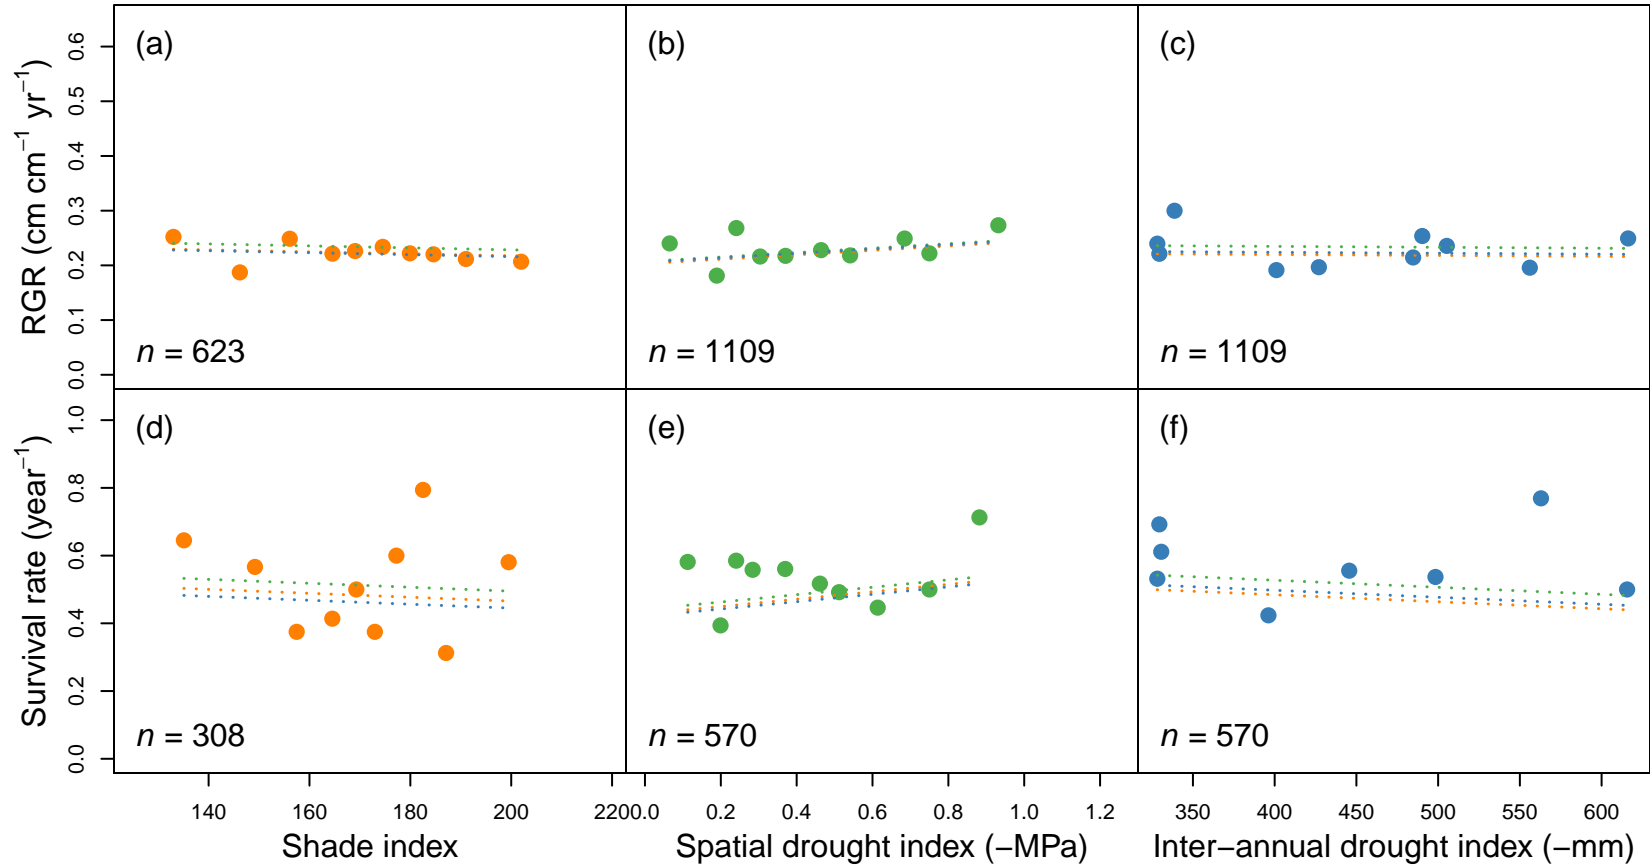 (a) (b) (c)
RGR (cm cm⁻¹ yr⁻¹)
0.6
0.5
0.4
0.3
0.2
0.1
0.0
n = 623 n = 1109 n = 1109
(d) (e) (f)
Survival rate (year⁻¹)
1.0
0.8
0.6
0.4
0.2
0.0
n = 308 n = 570 n = 570
140 160 180 200 220 0.0 0.2 0.4 0.6 0.8 1.0 1.2 350 400 450 500 550 600
Shade index Spatial drought index (−MPa) Inter−annual drought index (−mm)